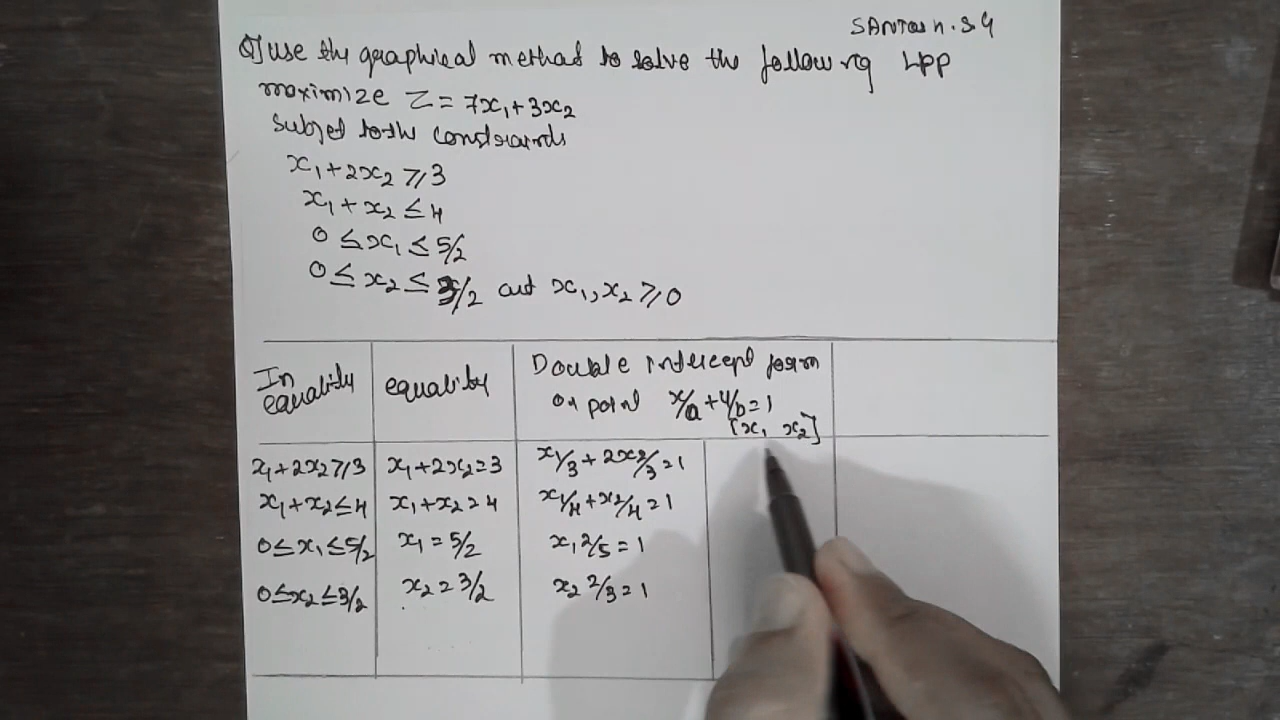 Q) use the graphical method to solve the following LPP
maximize Z = 7x₁ + 3x₂
Subjet to the constraints
x₁ + 2x₂ ≥ 3
x₁ + x₂ ≤ 4
0 ≤ x₁ ≤ 5/2
0 ≤ x₂ ≤ 3/2 and x₁, x₂ ≥ 0
In equality
equality
Double intercept form
or point x/a + y/b = 1
[x₁ x₂]
x₁ + 2x₂ ≥ 3 x₁ + 2x₂ = 3 x₁/3 + 2x₂/3 = 1
x₁ + x₂ ≤ 4 x₁ + x₂ = 4 x₁/4 + x₂/4 = 1
0 ≤ x₁ ≤ 5/2 x₁ = 5/2 x₁ 2/5 = 1
0 ≤ x₂ ≤ 3/2 x₂ = 3/2 x₂ 2/3 = 1